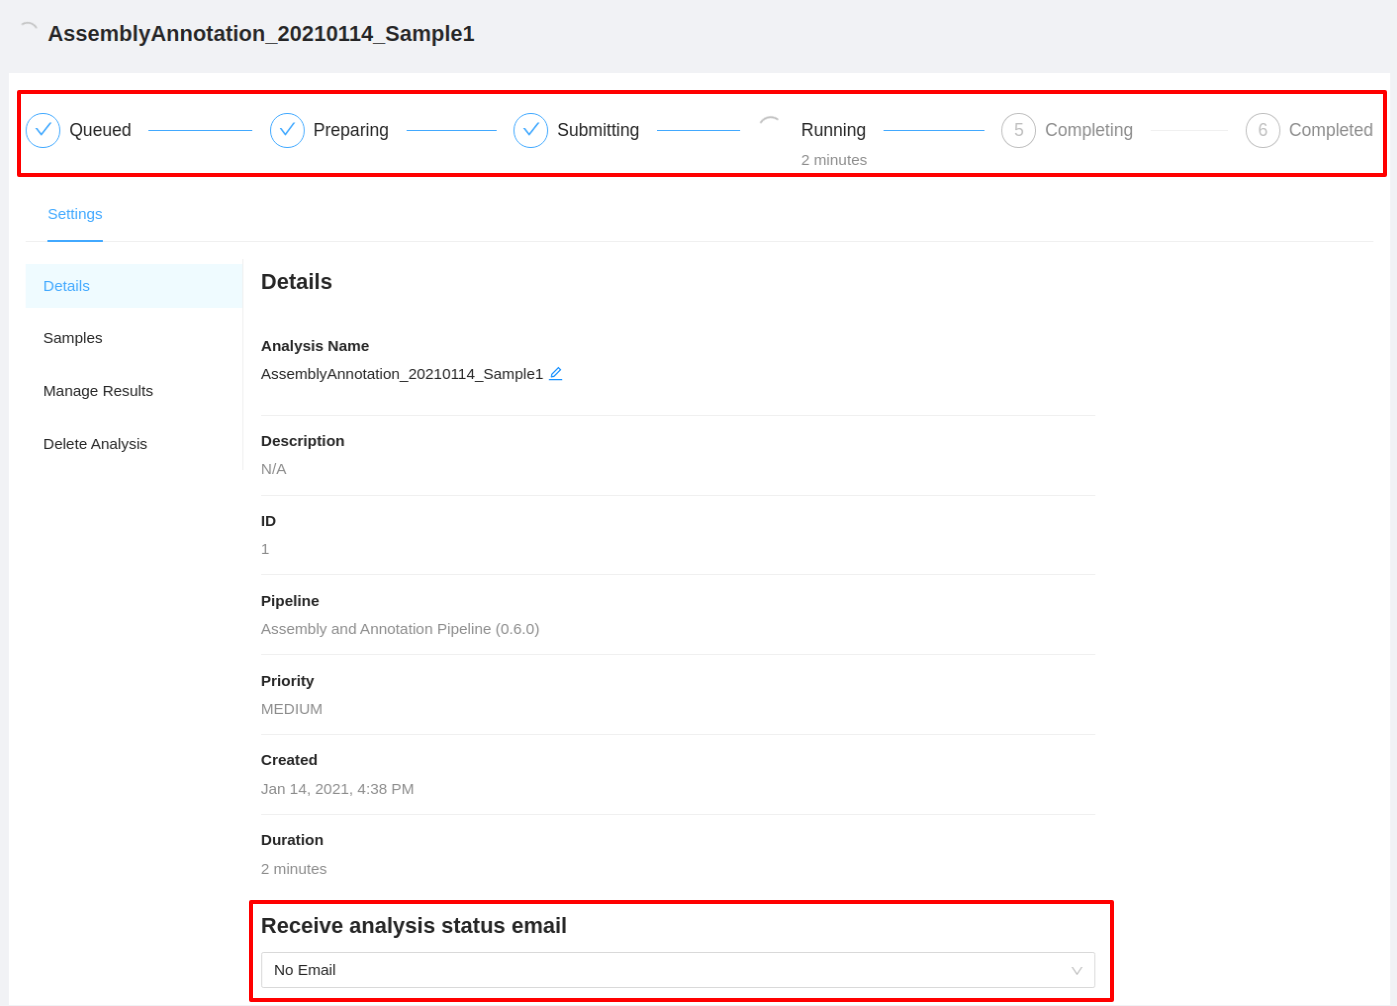 AssemblyAnnotation_20210114_Sample1
Queued Preparing Submitting Running 5 Completing 6 Completed
2 minutes
Settings
Details
Samples
Manage Results
Delete Analysis
Details
Analysis Name
AssemblyAnnotation_20210114_Sample1
Description
N/A
ID
1
Pipeline
Assembly and Annotation Pipeline (0.6.0)
Priority
MEDIUM
Created
Jan 14, 2021, 4:38 PM
Duration
2 minutes
Receive analysis status email
No Email